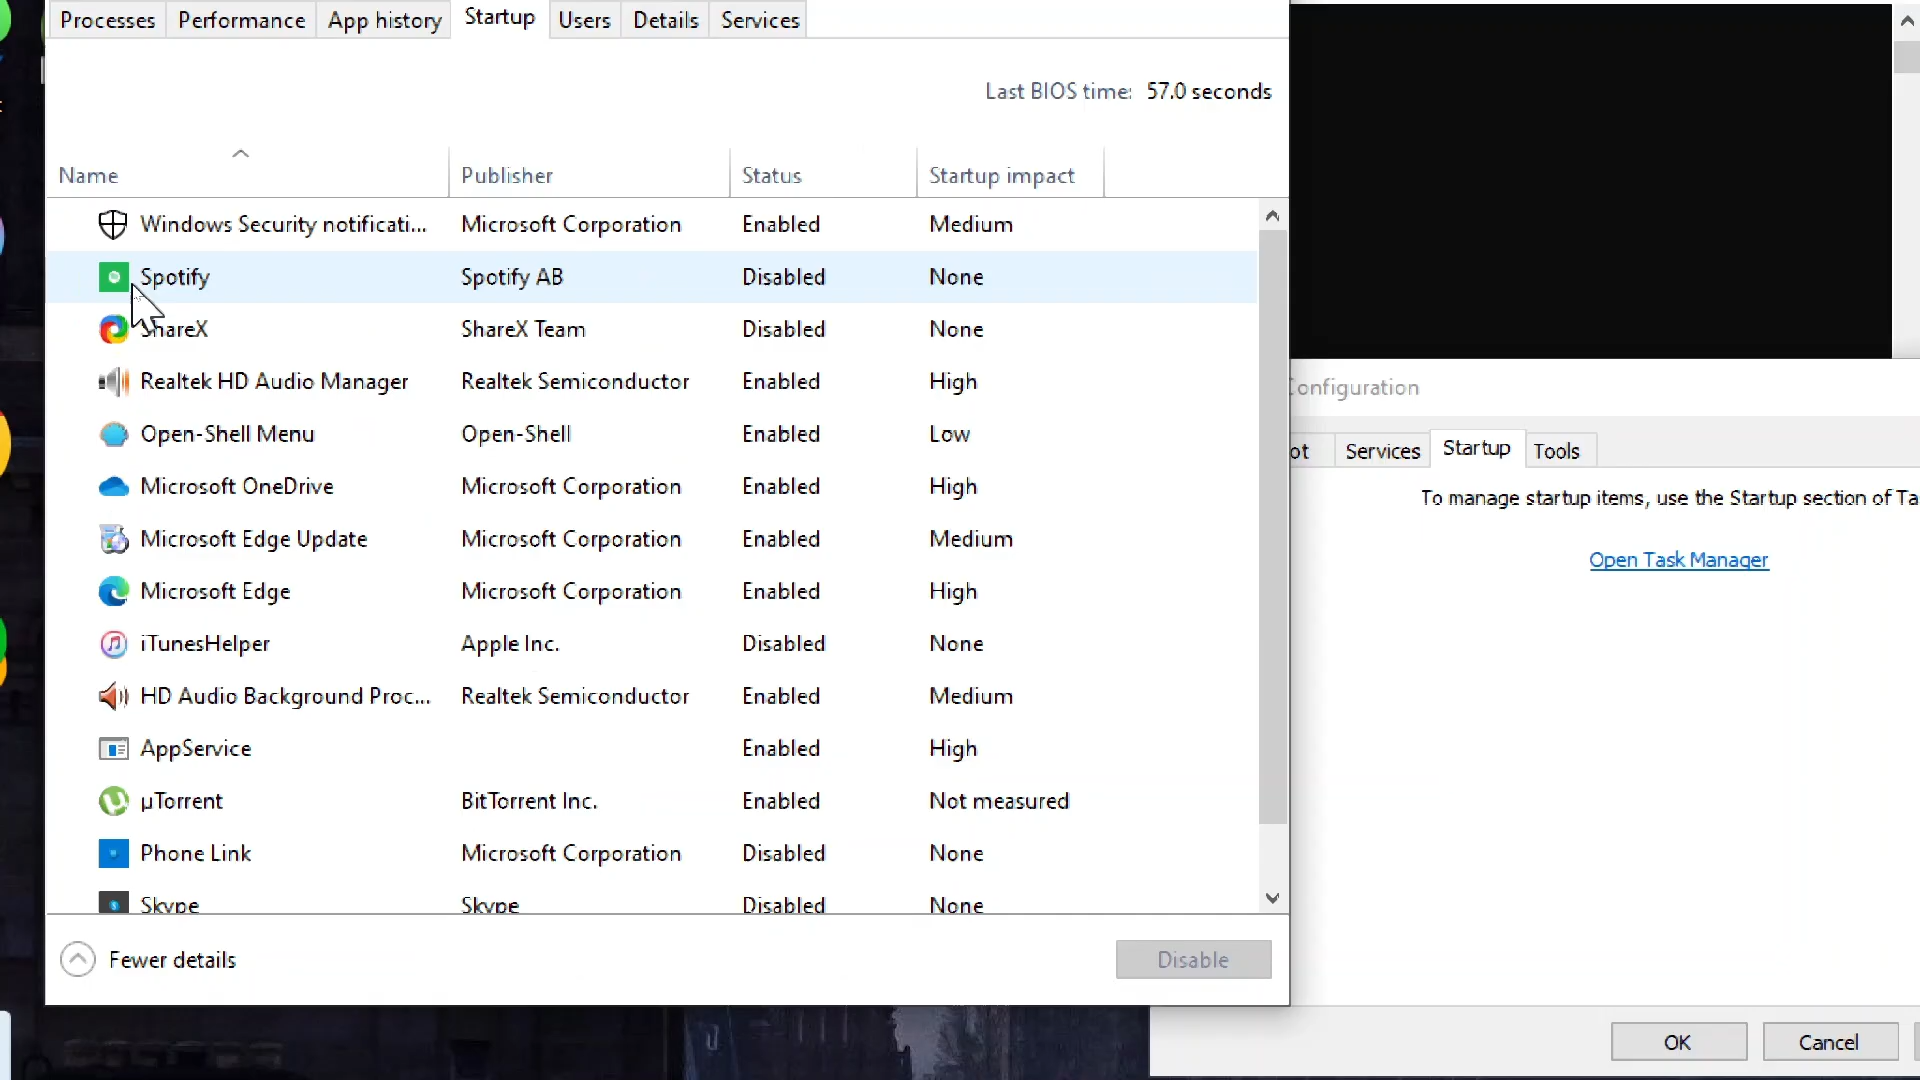 Processes Performance App history Startup Users Details Services
Last BIOS time: 57.0 seconds
Name Publisher Status Startup impact
Windows Security notificati... Microsoft Corporation Enabled Medium
Spotify Spotify AB Disabled None
ShareX ShareX Team Disabled None
Realtek HD Audio Manager Realtek Semiconductor Enabled High
Open-Shell Menu Open-Shell Enabled Low
Microsoft OneDrive Microsoft Corporation Enabled High
Microsoft Edge Update Microsoft Corporation Enabled Medium
Microsoft Edge Microsoft Corporation Enabled High
iTunesHelper Apple Inc. Disabled None
HD Audio Background Proc... Realtek Semiconductor Enabled Medium
AppService Enabled High
µTorrent BitTorrent Inc. Enabled Not measured
Phone Link Microsoft Corporation Disabled None
Skype Skype Disabled None
Fewer details Disable
Configuration
ot Services Startup Tools
To manage startup items, use the Startup section of Ta
Open Task Manager
OK Cancel